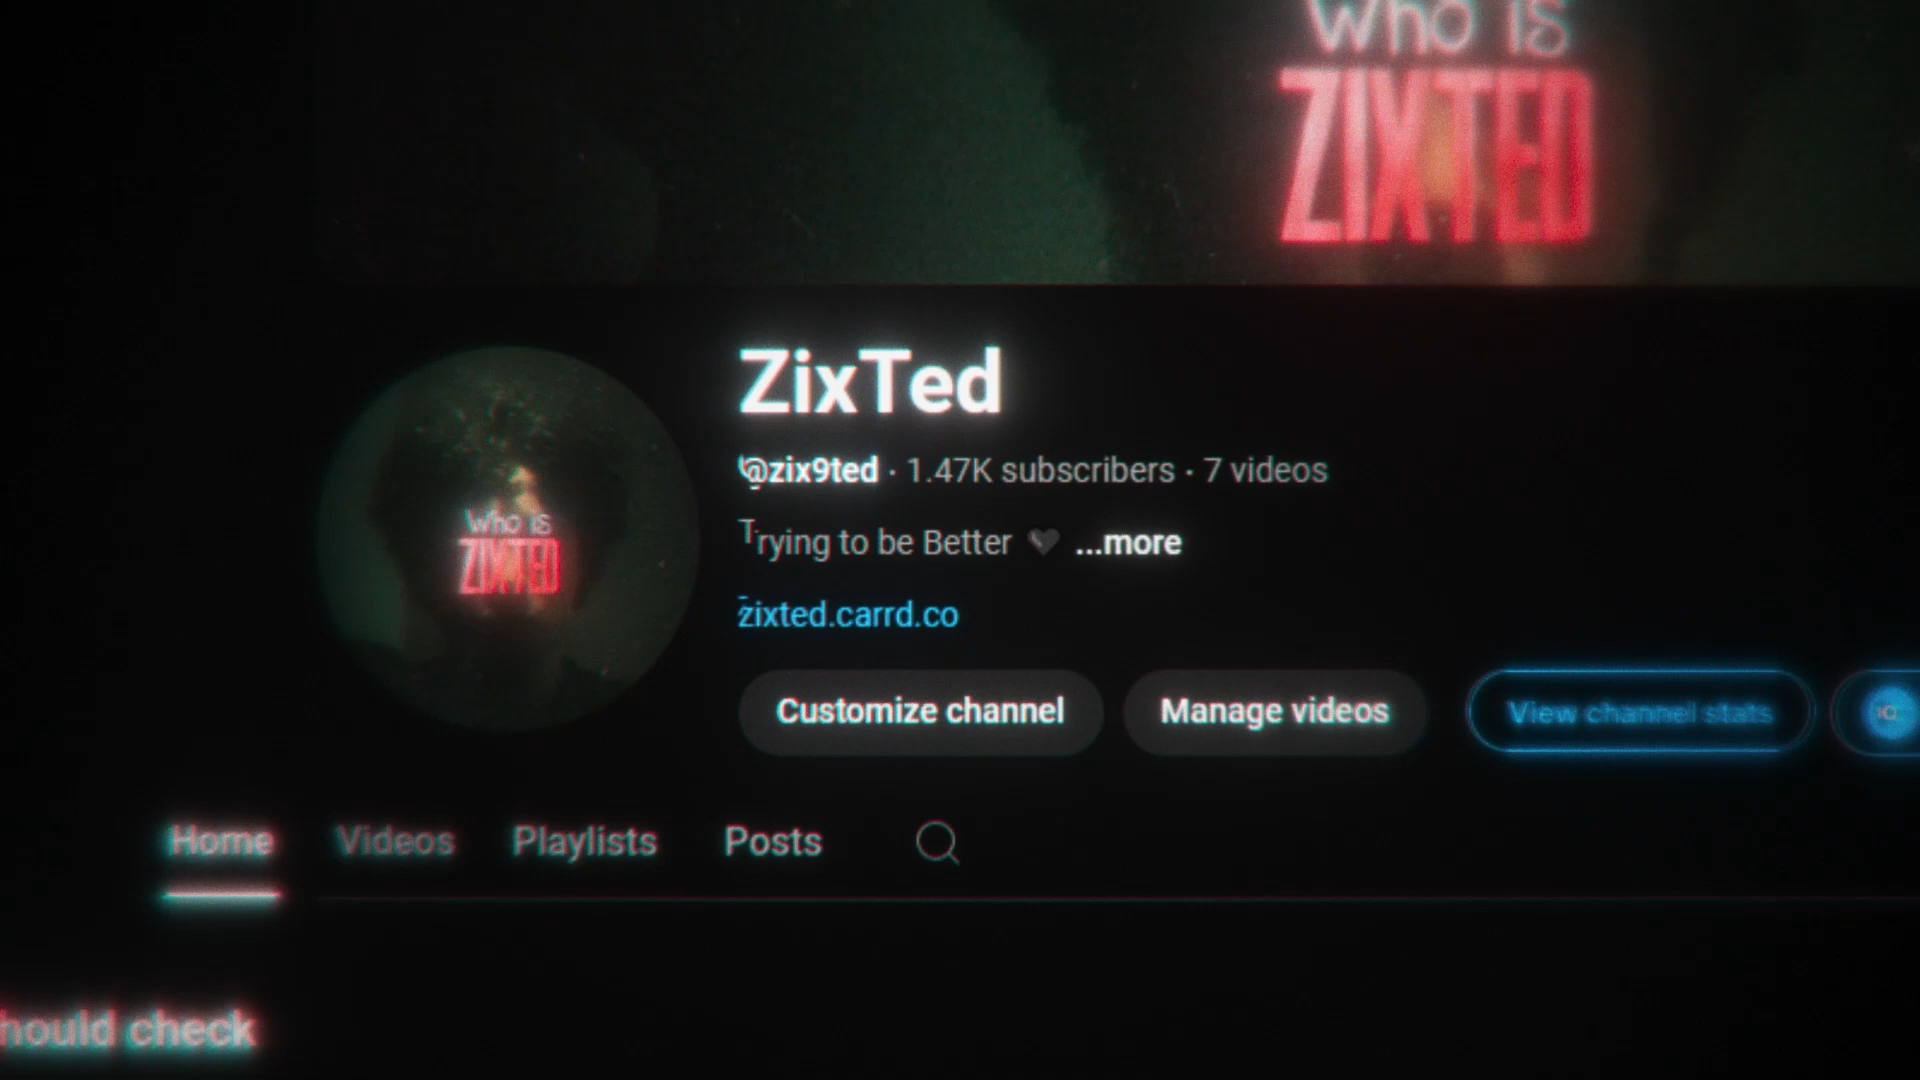 Who is
ZIXTED
ZixTed
@zix9ted · 1.47K subscribers · 7 videos
Trying to be Better 🖤 ...more
zixted.carrd.co
Customize channel
Manage videos
View channel stats
Who is
ZIXTED
Home
Videos
Playlists
Posts
hould check